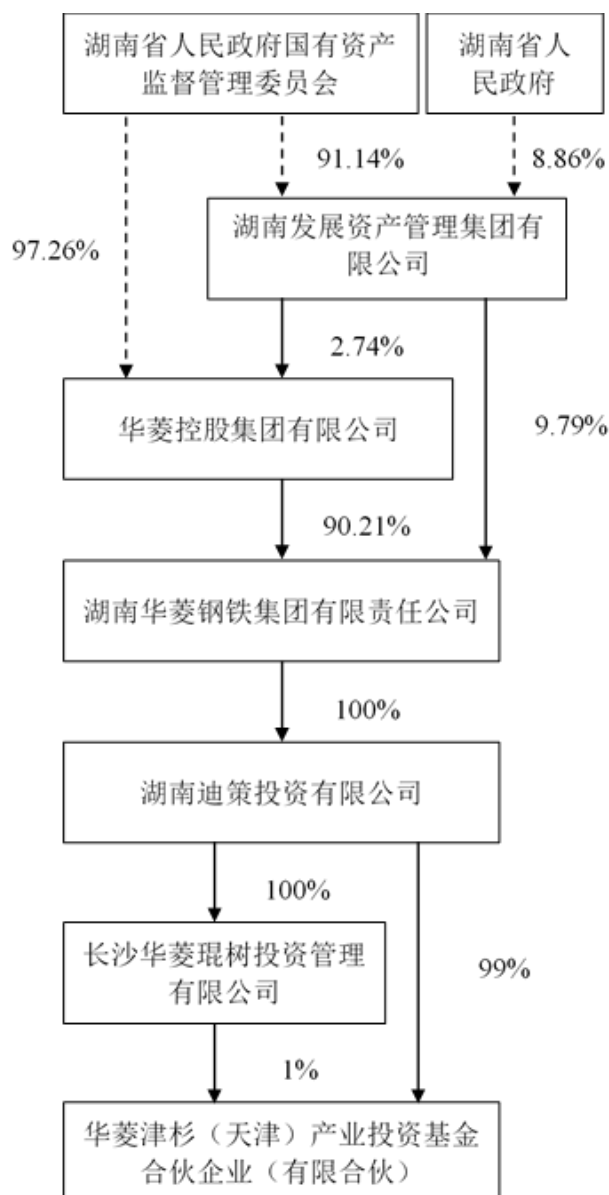 湖南省人民政府国有资产
监督管理委员会
湖南省人
民政府
91.14%
8.86%
97.26%
湖南发展资产管理集团有
限公司
2.74%
9.79%
华菱控股集团有限公司
90.21%
湖南华菱钢铁集团有限责任公司
100%
湖南迪策投资有限公司
100%
99%
长沙华菱琨树投资管理
有限公司
1%
华菱津杉（天津）产业投资基金
合伙企业（有限合伙）